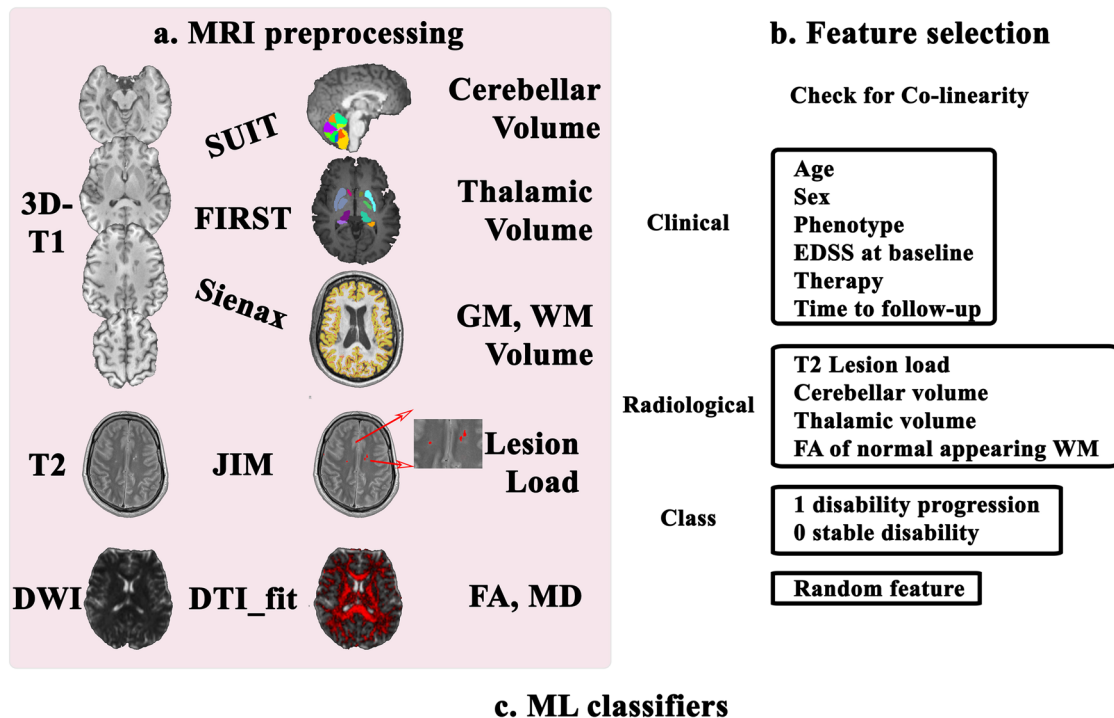 a. MRI preprocessing
3D-
T1
SUIT
Cerebellar
Volume
FIRST
Thalamic
Volume
Sienax
GM, WM
Volume
T2
JIM
Lesion
Load
DWI
DTI_fit
FA, MD
b. Feature selection
Check for Co-linearity
Clinical
Age
Sex
Phenotype
EDSS at baseline
Therapy
Time to follow-up
Radiological
T2 Lesion load
Cerebellar volume
Thalamic volume
FA of normal appearing WM
Class
1 disability progression
0 stable disability
Random feature
c. ML classifiers